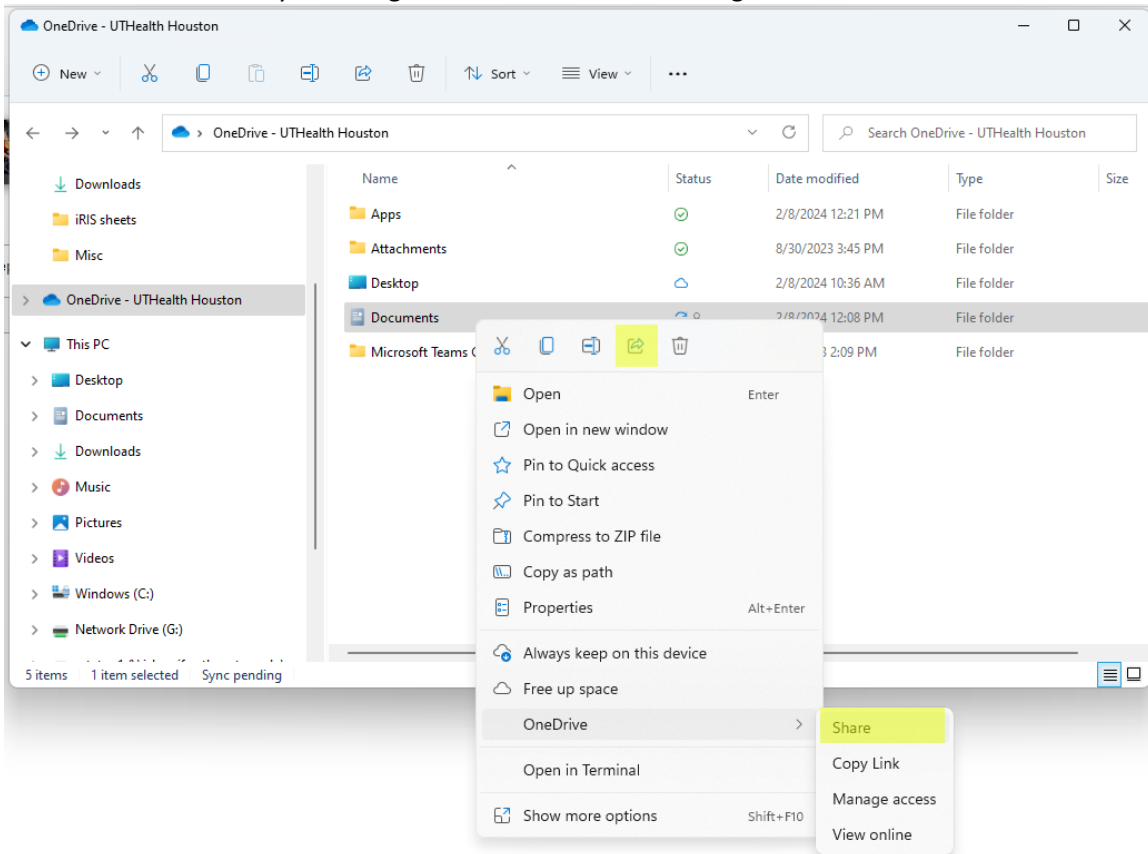 OneDrive - UTHealth Houston
New
Sort
View
OneDrive - UTHealth Houston
Search OneDrive - UTHealth Houston
Downloads
iRIS sheets
Misc
OneDrive - UTHealth Houston
This PC
Desktop
Documents
Downloads
Music
Pictures
Videos
Windows (C:)
Network Drive (G:)
Name Status Date modified Type Size
Apps 2/8/2024 12:21 PM File folder
Attachments 8/30/2023 3:45 PM File folder
Desktop 2/8/2024 10:36 AM File folder
Documents 2/8/2024 12:08 PM File folder
Microsoft Teams 2:09 PM File folder
Open Enter
Open in new window
Pin to Quick access
Pin to Start
Compress to ZIP file
Copy as path
Properties Alt+Enter
Always keep on this device
Free up space
OneDrive
Open in Terminal
Show more options Shift+F10
Share
Copy Link
Manage access
View online
5 items 1 item selected Sync pending